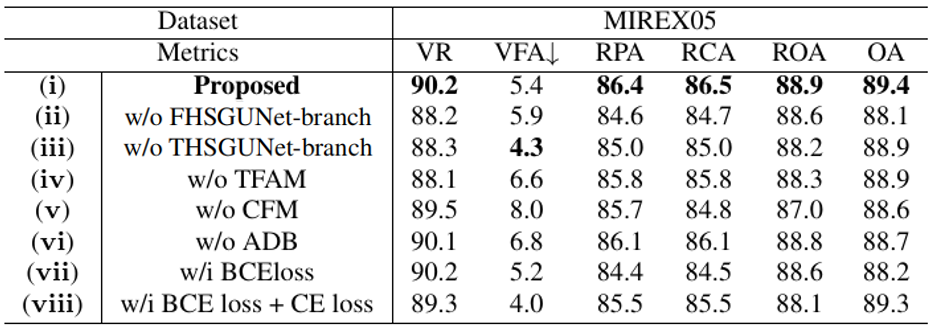 Dataset MIREX05
Metrics VR VFA↓ RPA RCA ROA OA
(i) Proposed 90.2 5.4 86.4 86.5 88.9 89.4
(ii) w/o FHSGUNet-branch 88.2 5.9 84.6 84.7 88.6 88.1
(iii) w/o THSGUNet-branch 88.3 4.3 85.0 85.0 88.2 88.9
(iv) w/o TFAM 88.1 6.6 85.8 85.8 88.3 88.9
(v) w/o CFM 89.5 8.0 85.7 84.8 87.0 88.6
(vi) w/o ADB 90.1 6.8 86.1 86.1 88.8 88.7
(vii) w/i BCEloss 90.2 5.2 84.4 84.5 88.6 88.2
(viii) w/i BCE loss + CE loss 89.3 4.0 85.5 85.5 88.1 89.3